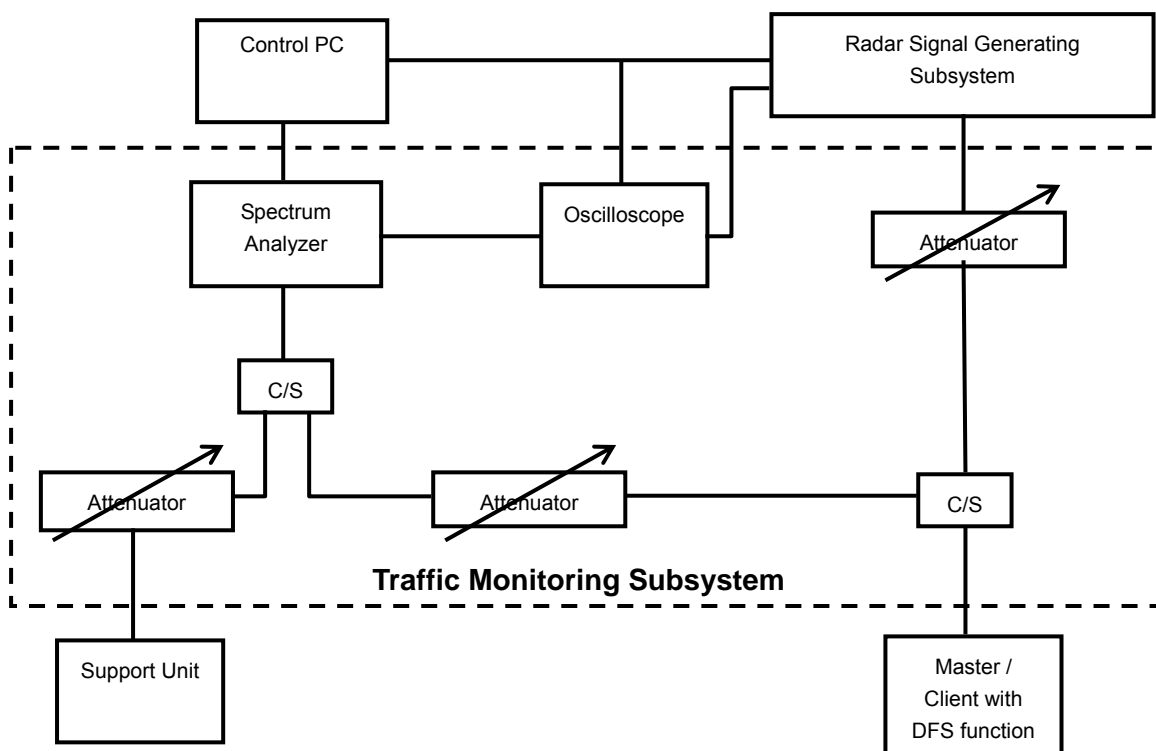 Control PC
Radar Signal Generating
Subsystem
Spectrum
Analyzer
Oscilloscope
Attenuator
C/S
Attenuator
Attenuator
C/S
Traffic Monitoring Subsystem
Support Unit
Master /
Client with
DFS function